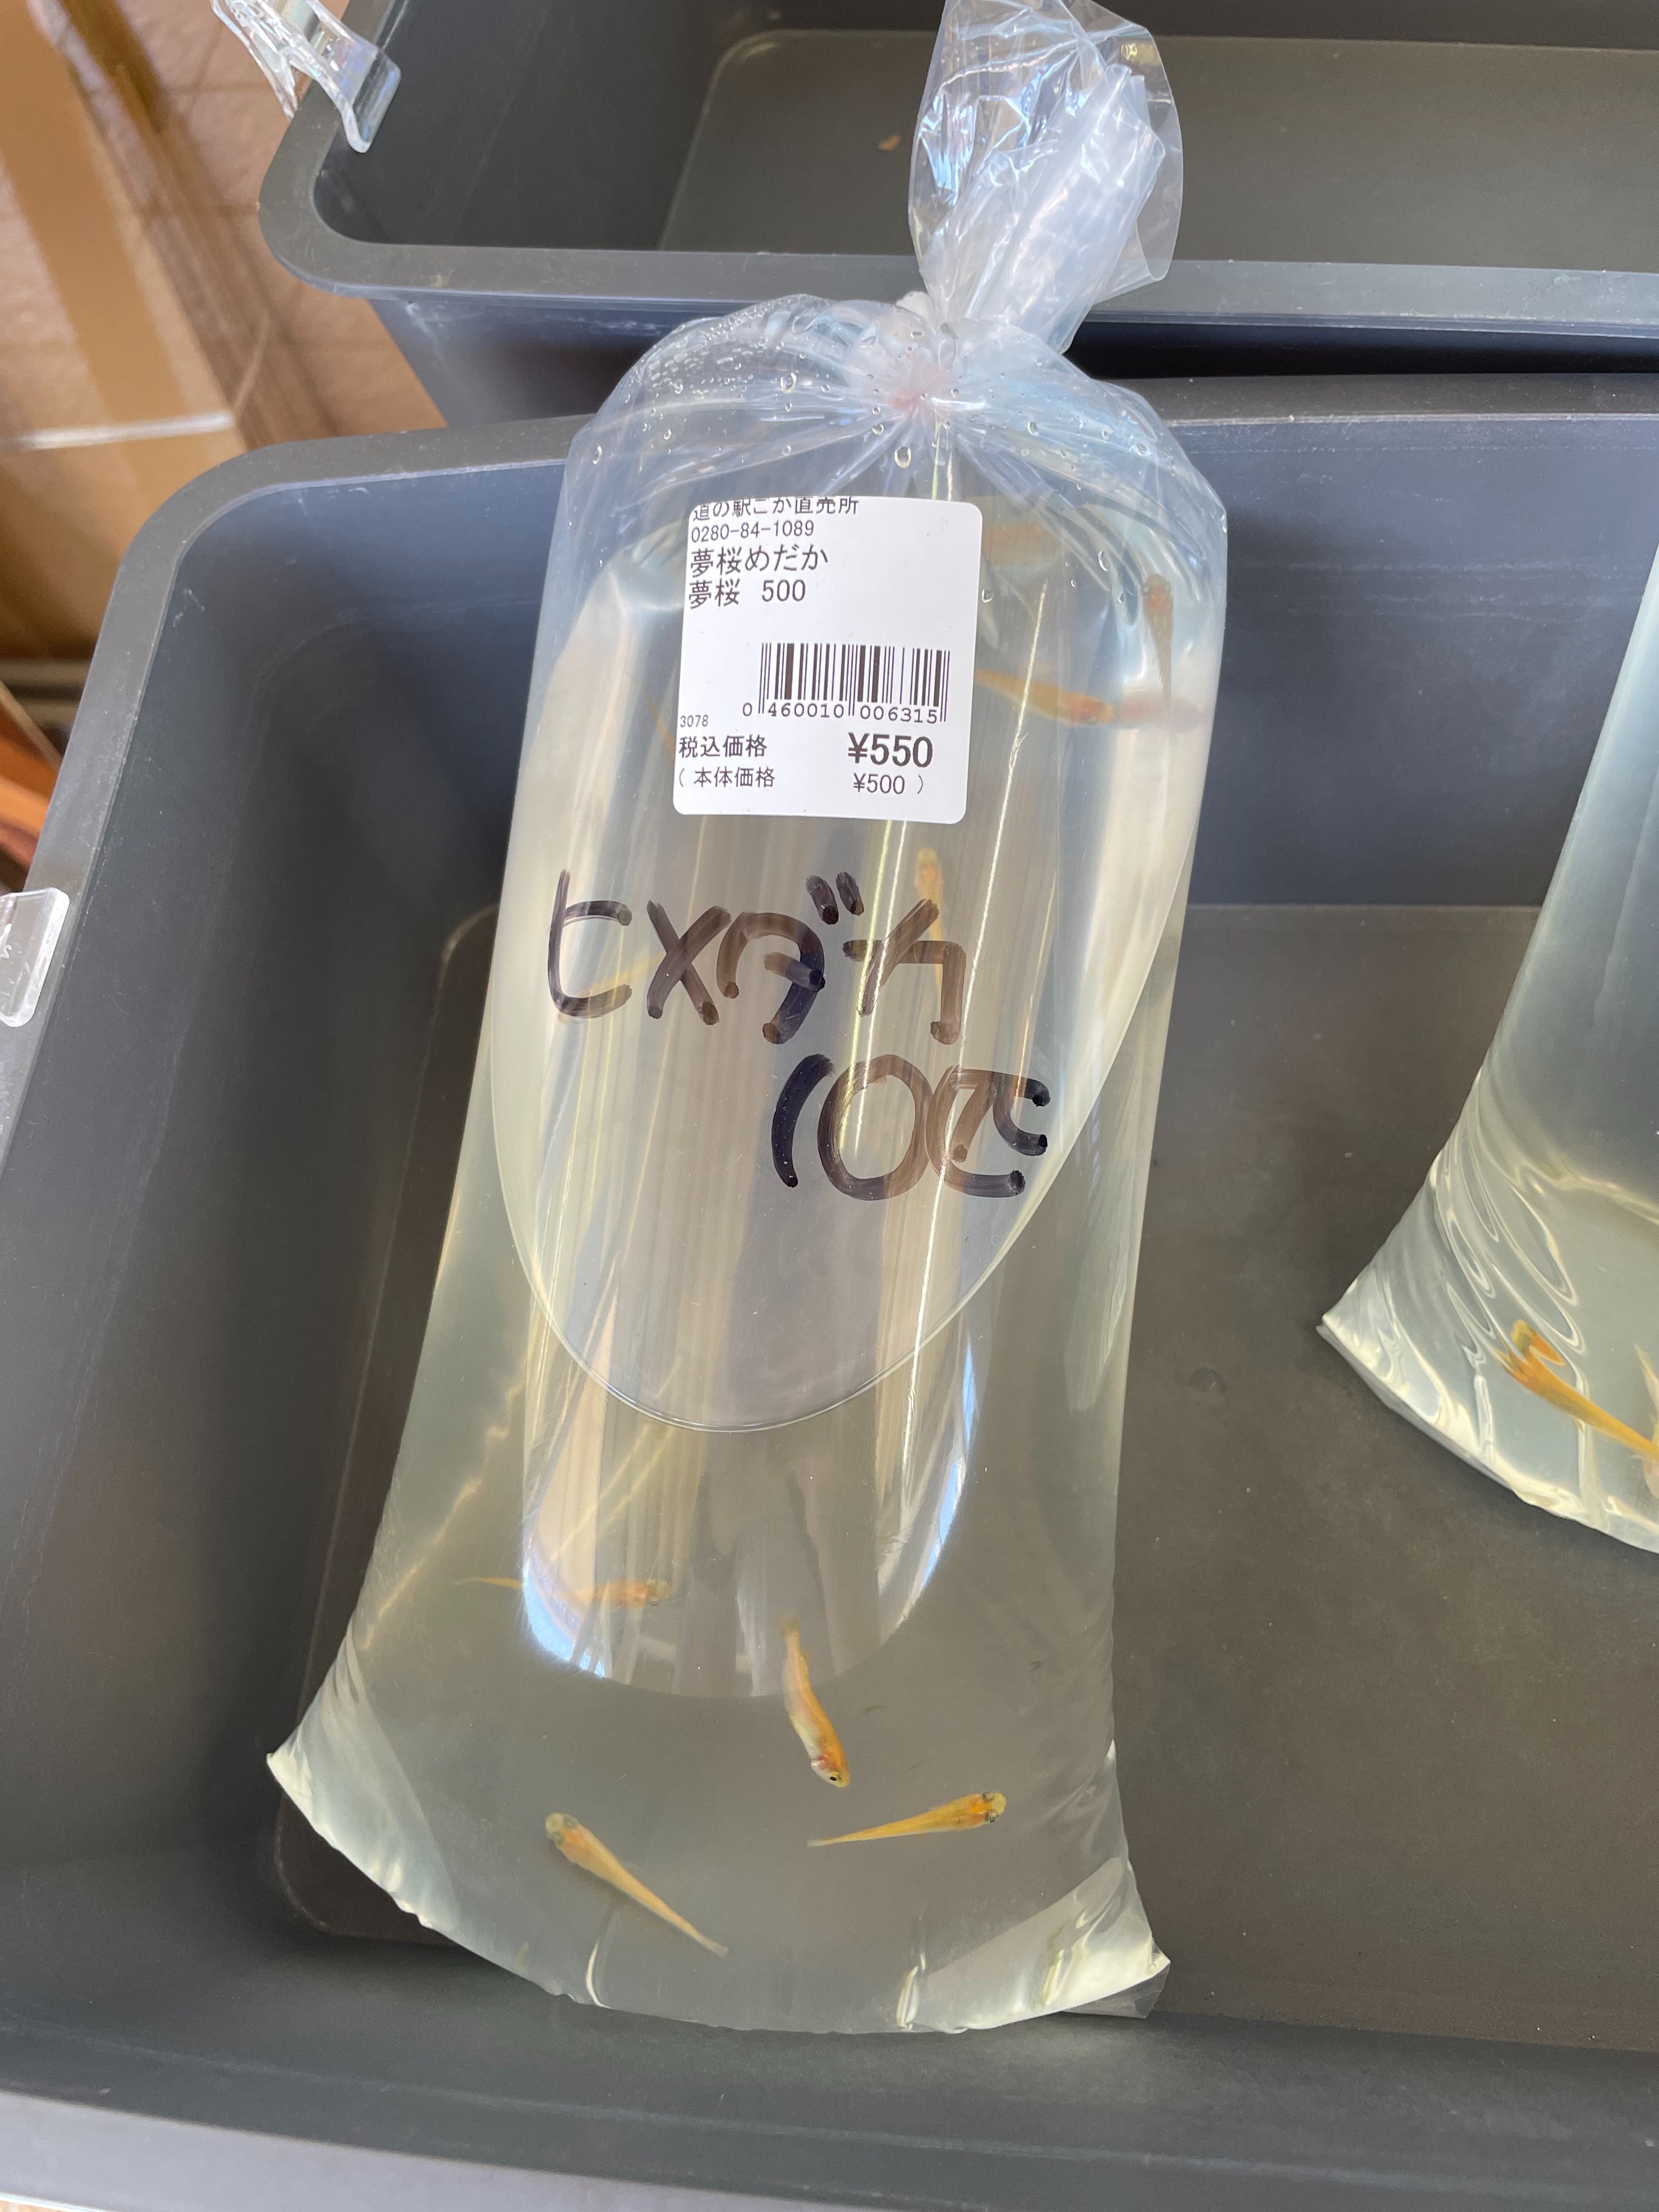 道の駅こが直売所
0280-84-1089
夢桜めだか
夢桜 500
0 460010 006315
3078
税込価格 ¥550
( 本体価格 ¥500 )
ヒメダカ
10匹